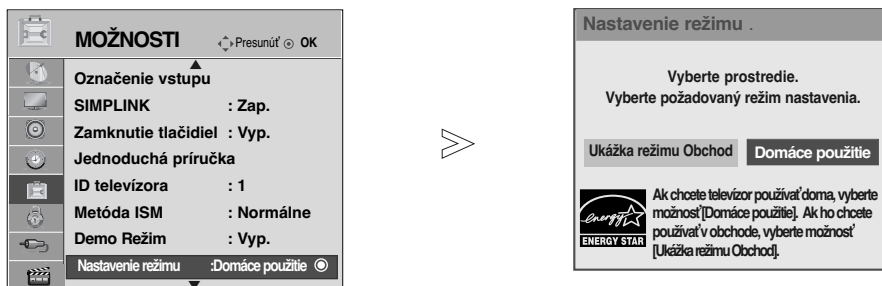 MOŽNOSTI
Presunúť
OK
Označenie vstupu
SIMPLINK : Zap.
Zamknutie tlačidiel : Vyp.
Jednoduchá príručka
ID televízora : 1
Metóda ISM : Normálne
Demo Režim : Vyp.
Nastavenie režimu :Domáce použitie
Nastavenie režimu .
Vyberte prostredie.
Vyberte požadovaný režim nastavenia.
Ukážka režimu Obchod
Domáce použitie
energy
ENERGY STAR
Ak chcete televízor používať doma, vyberte
možnosť [Domáce použitie]. Ak ho chcete
používať v obchode, vyberte možnosť
[Ukážka režimu Obchod].